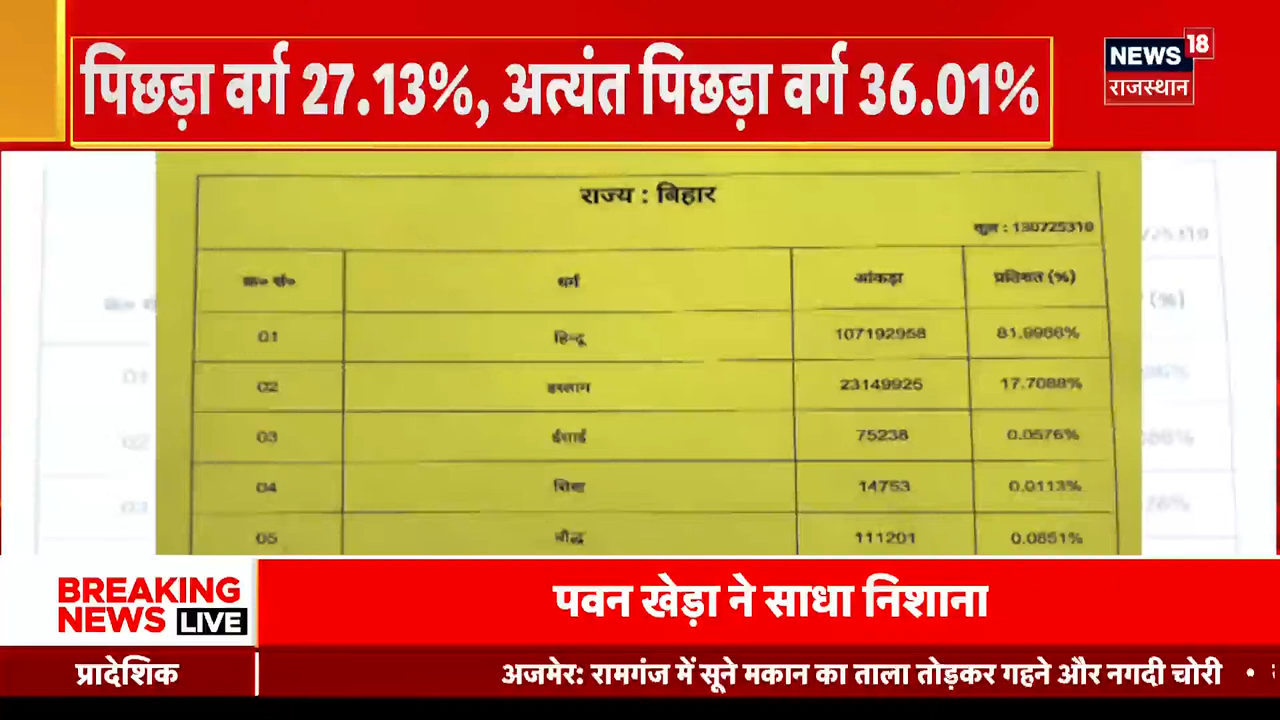 पिछड़ा वर्ग 27.13%, अत्यंत पिछड़ा वर्ग 36.01%
NEWS 18
राजस्थान
राज्य : बिहार
कुल : 130725310
क्र० सं० धर्म आंकड़ा प्रतिशत (%)
01 हिन्दू 107192958 81.9986%
02 इस्लाम 23149925 17.7088%
03 ईसाई 75238 0.0576%
04 सिख 14753 0.0113%
05 बौद्ध 111201 0.0851%
BREAKING
NEWS LIVE
पवन खेड़ा ने साधा निशाना
प्रादेशिक
अजमेर: रामगंज में सूने मकान का ताला तोड़कर गहने और नगदी चोरी •